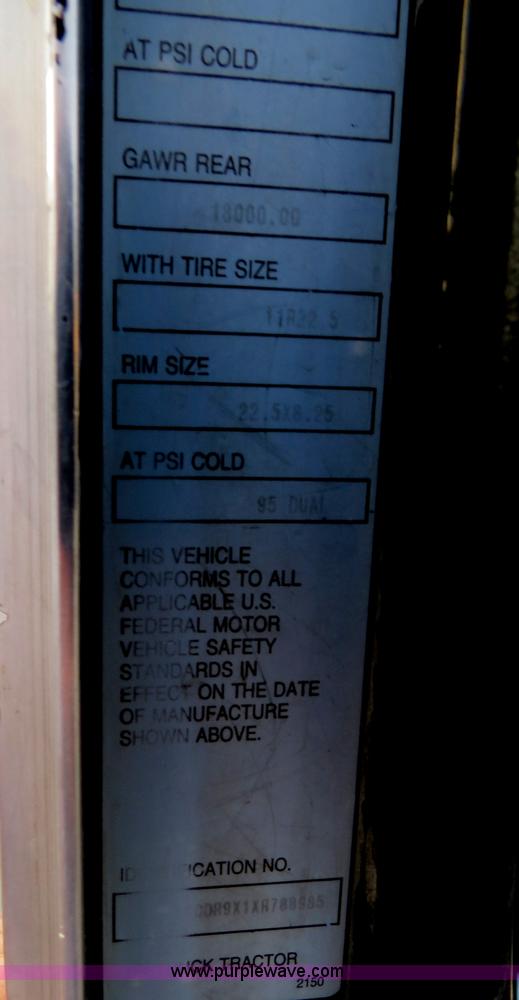 AT PSI COLD
GAWR REAR
WITH TIRE SIZE
11R22.5
RIM SIZE
22.5X8.25
AT PSI COLD
95 DUAL
THIS VEHICLE
CONFORMS TO ALL
APPLICABLE U.S.
FEDERAL MOTOR
VEHICLE SAFETY
STANDARDS IN
EFFECT ON THE DATE
OF MANUFACTURE
SHOWN ABOVE.
IDENTIFICATION NO.
TRACTOR
www.purplewave.com
2150